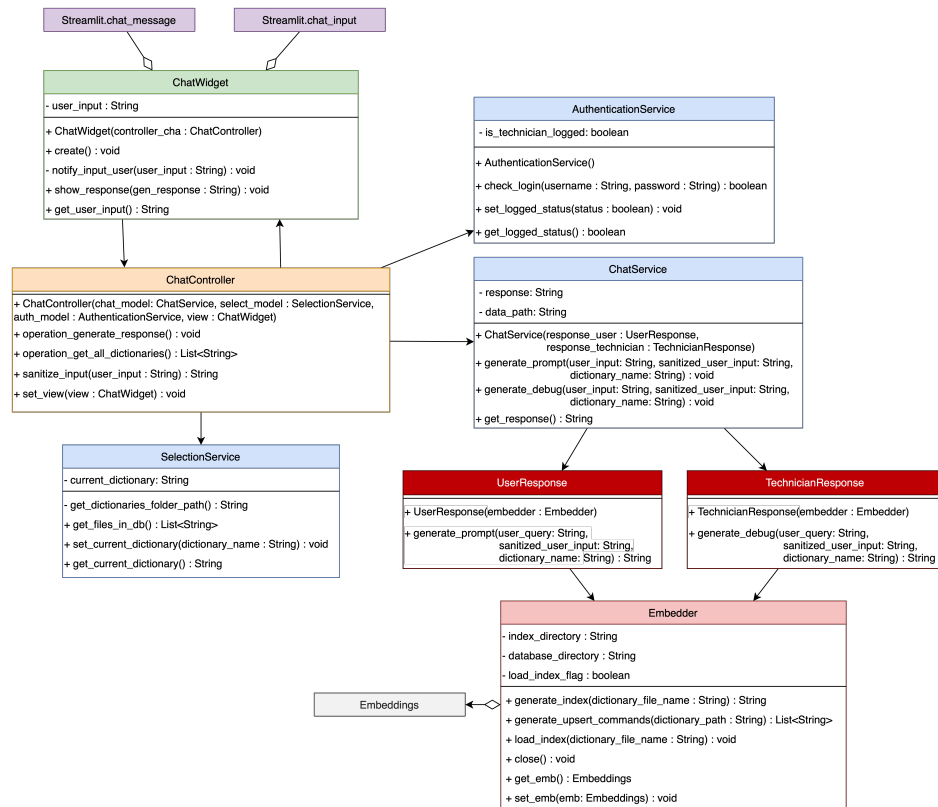 Streamlit.chat_message
Streamlit.chat_input
ChatWidget
- user_input : String
+ ChatWidget(controller_cha : ChatController)
+ create() : void
- notify_input_user(user_input : String) : void
+ show_response(gen_response : String) : void
+ get_user_input() : String
AuthenticationService
- is_technician_logged: boolean
+ AuthenticationService()
+ check_login(username : String, password : String) : boolean
+ set_logged_status(status : boolean) : void
+ get_logged_status() : boolean
ChatController
+ ChatController(chat_model: ChatService, select_model : SelectionService,
auth_model : AuthenticationService, view : ChatWidget)
+ operation_generate_response() : void
+ operation_get_all_dictionaries() : List<String>
+ sanitize_input(user_input : String) : String
+ set_view(view : ChatWidget) : void
ChatService
- response: String
- data_path: String
+ ChatService(response_user : UserResponse,
response_technician : TechnicianResponse)
+ generate_prompt(user_input: String, sanitized_user_input: String,
dictionary_name: String) : void
+ generate_debug(user_input: String, sanitized_user_input: String,
dictionary_name: String) : void
+ get_response() : String
SelectionService
- current_dictionary: String
- get_dictionaries_folder_path() : String
+ get_files_in_db() : List<String>
+ set_current_dictionary(dictionary_name : String) : void
+ get_current_dictionary() : String
UserResponse
+ UserResponse(embedder : Embedder)
+ generate_prompt(user_query: String,
sanitized_user_input: String,
dictionary_name: String) : String
TechnicianResponse
+ TechnicianResponse(embedder : Embedder)
+ generate_debug(user_query: String,
sanitized_user_input: String,
dictionary_name: String) : String
Embedder
- index_directory : String
- database_directory : String
- load_index_flag : boolean
+ generate_index(dictionary_file_name : String) : String
+ generate_upsert_commands(dictionary_path : String) : List<String>
+ load_index(dictionary_file_name : String) : void
+ close() : void
+ get_emb() : Embeddings
+ set_emb(emb: Embeddings) : void
Embeddings